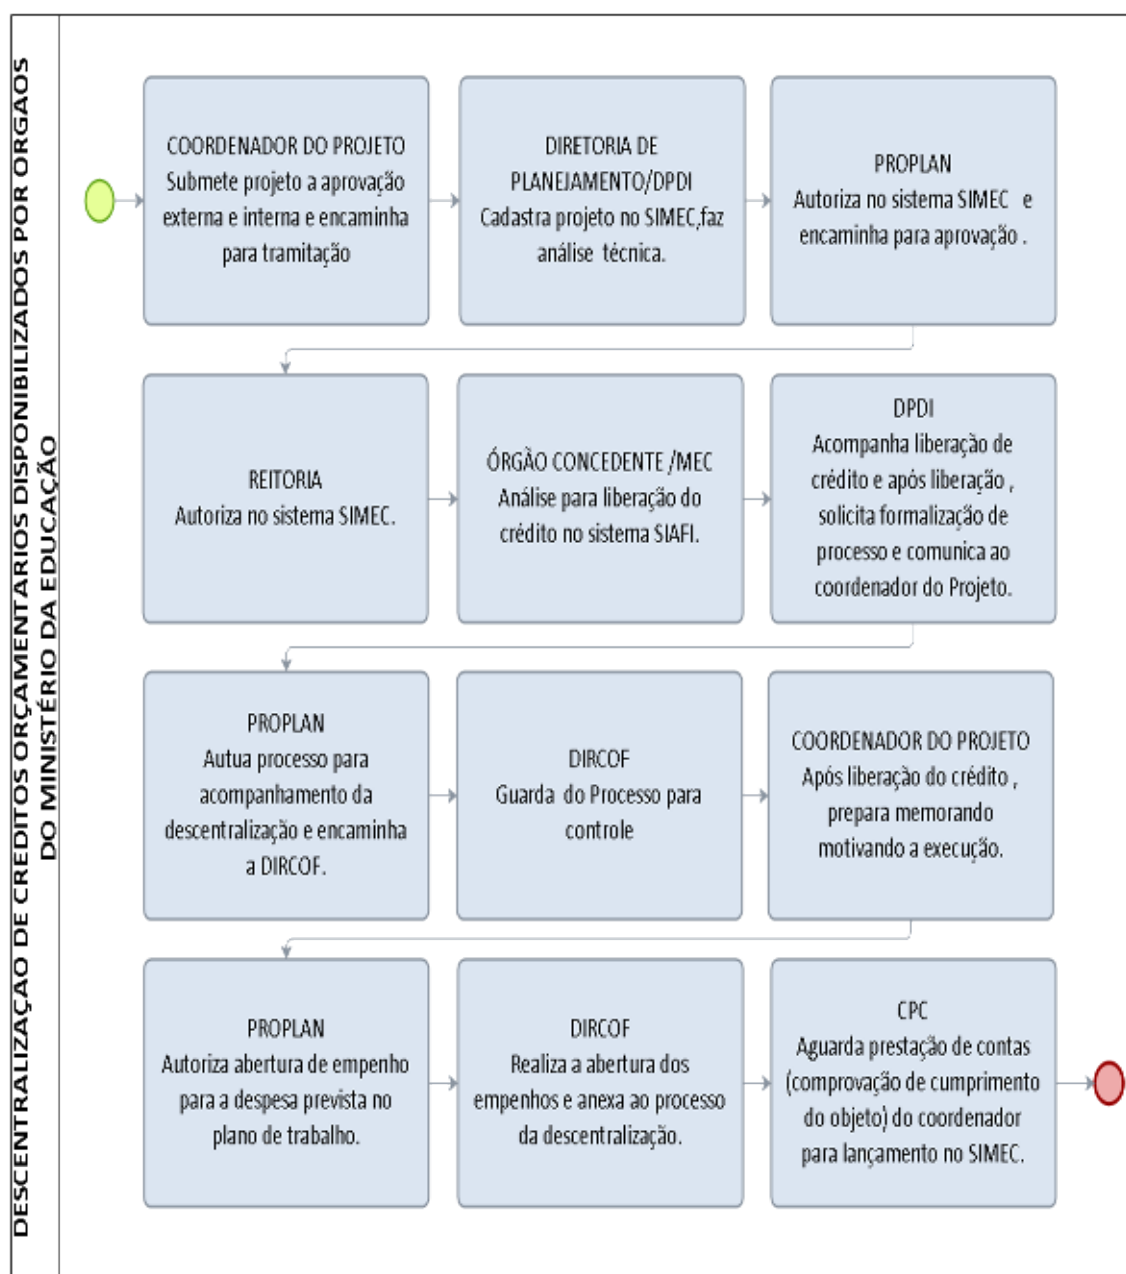 DESCENTRALIZAÇÃO DE CREDITOS ORÇAMENTARIOS DISPONIBILIZADOS POR ORGAOS
DO MINISTÉRIO DA EDUCAÇÃO
COORDENADOR DO PROJETO
Submete projeto a aprovação
externa e interna e encaminha
para tramitação
DIRETORIA DE
PLANEJAMENTO/DPDI
Cadastra projeto no SIMEC,faz
análise técnica.
PROPLAN
Autoriza no sistema SIMEC e
encaminha para aprovação .
REITORIA
Autoriza no sistema SIMEC.
ÓRGÃO CONCEDENTE /MEC
Análise para liberação do
crédito no sistema SIAFI.
DPDI
Acompanha liberação de
crédito e após liberação ,
solicita formalização de
processo e comunica ao
coordenador do Projeto.
PROPLAN
Autua processo para
acompanhamento da
descentralização e encaminha
a DIRCOF.
DIRCOF
Guarda do Processo para
controle
COORDENADOR DO PROJETO
Após liberação do crédito ,
prepara memorando
motivando a execução.
PROPLAN
Autoriza abertura de empenho
para a despesa prevista no
plano de trabalho.
DIRCOF
Realiza a abertura dos
empenhos e anexa ao processo
da descentralização.
CPC
Aguarda prestação de contas
(comprovação de cumprimento
do objeto) do coordenador
para lançamento no SIMEC.